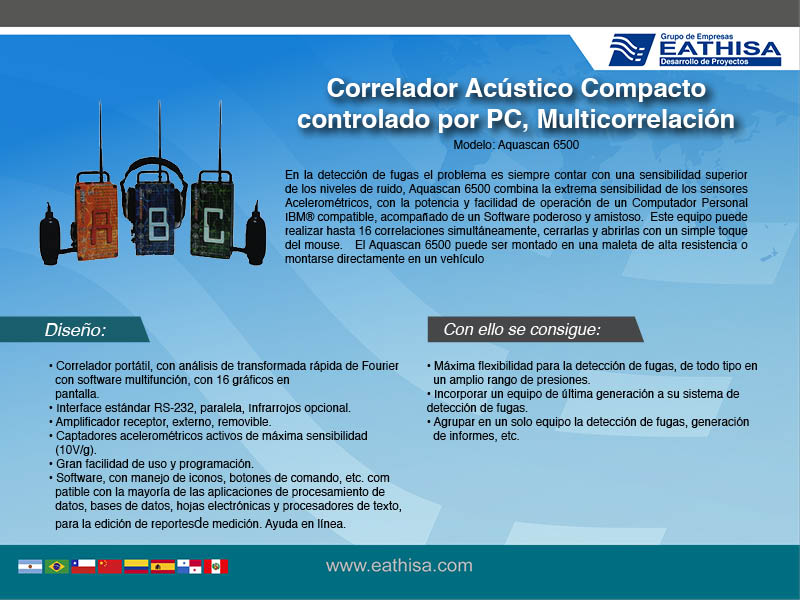 Grupo de Empresas
EATHISA
Desarrollo de Proyectos
Correlador Acústico Compacto
controlado por PC, Multicorrelación
Modelo: Aquascan 6500
En la detección de fugas el problema es siempre contar con una sensibilidad superior
de los niveles de ruido, Aquascan 6500 combina la extrema sensibilidad de los sensores
Acelerométricos, con la potencia y facilidad de operación de un Computador Personal
IBM® compatible, acompañado de un Software poderoso y amistoso. Este equipo puede
realizar hasta 16 correlaciones simultáneamente, cerrarlas y abrirlas con un simple toque
del mouse. El Aquascan 6500 puede ser montado en una maleta de alta resistencia o
montarse directamente en un vehículo
A B C
Diseño:
• Correlador portátil, con análisis de transformada rápida de Fourier
con software multifunción, con 16 gráficos en
pantalla.
• Interface estándar RS-232, paralela, Infrarrojos opcional.
• Amplificador receptor, externo, removible.
• Captadores acelerométricos activos de máxima sensibilidad
(10V/g).
• Gran facilidad de uso y programación.
• Software, con manejo de iconos, botones de comando, etc. com
patible con la mayoría de las aplicaciones de procesamiento de
datos, bases de datos, hojas electrónicas y procesadores de texto,
para la edición de reportesde medición. Ayuda en línea.
Con ello se consigue:
• Máxima flexibilidad para la detección de fugas, de todo tipo en
un amplio rango de presiones.
• Incorporar un equipo de última generación a su sistema de
detección de fugas.
• Agrupar en un solo equipo la detección de fugas, generación
de informes, etc.
www.eathisa.com